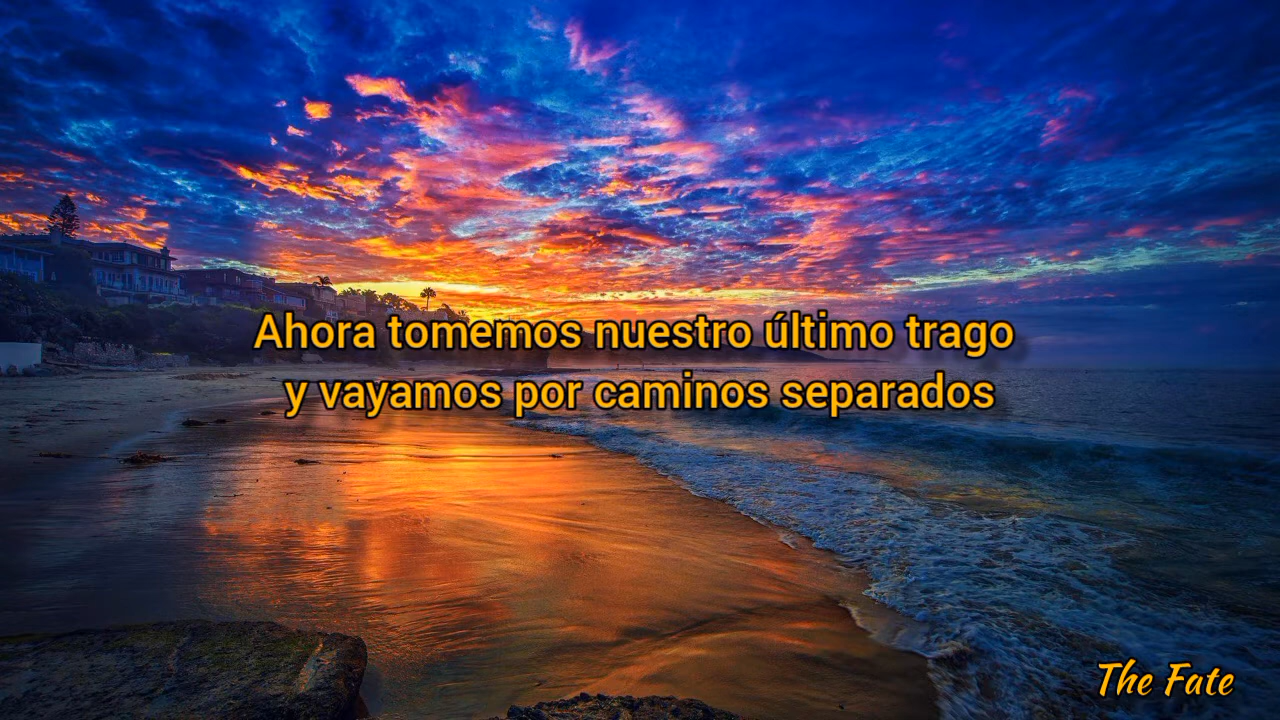 Ahora tomemos nuestro último trago
y vayamos por caminos separados
The Fate